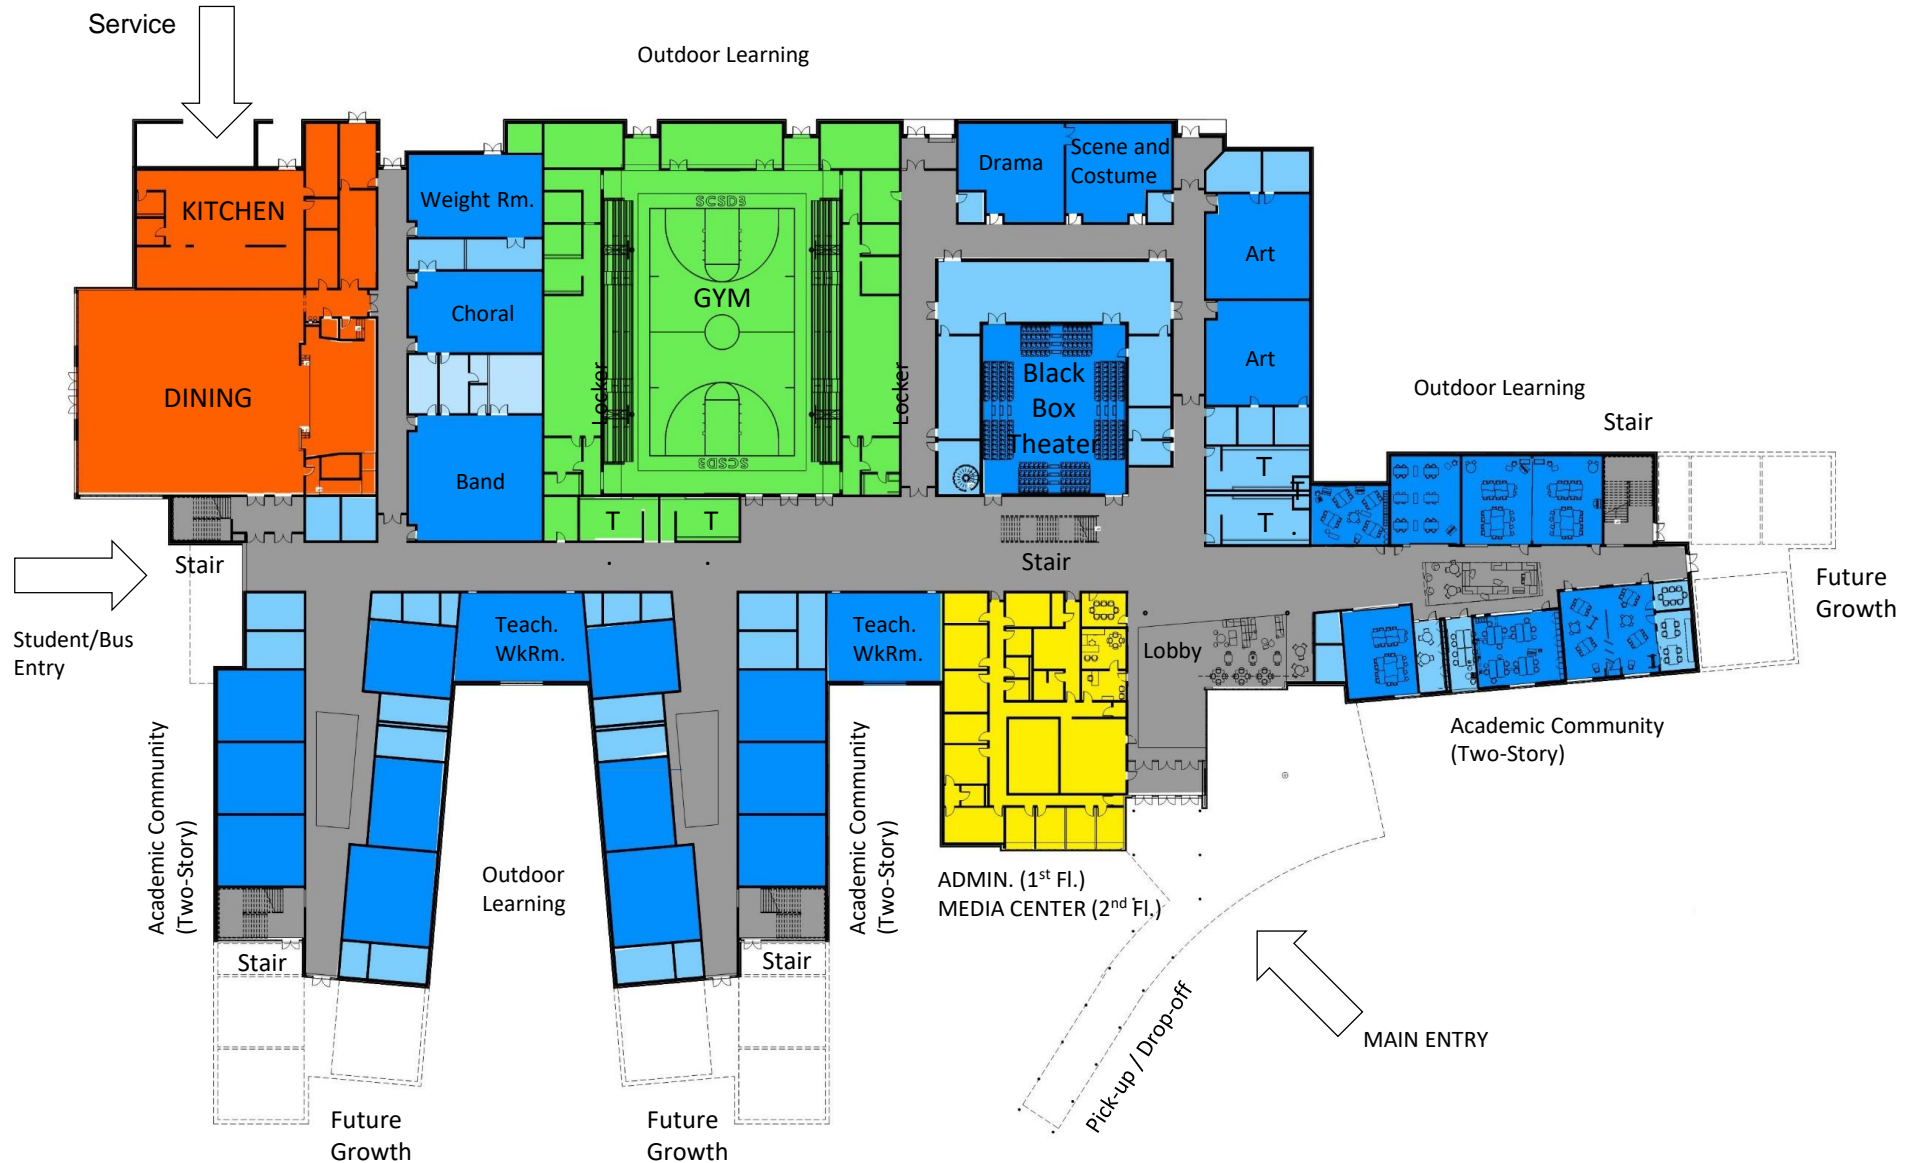 Service
Outdoor Learning
KITCHEN
Weight Rm.
SCSD3
Drama
Scene and
Costume
Art
GYM
Choral
DINING
Locker
Locker
Black
Box
Theater
Art
Outdoor Learning
Stair
Band
SCSD3
T
T
T
T
T
Stair
Stair
Student/Bus
Entry
Teach.
WkRm.
Teach.
WkRm.
Lobby
Future
Growth
Academic Community
(Two-Story)
Academic Community
(Two-Story)
Academic Community
(Two-Story)
Outdoor
Learning
ADMIN. (1st Fl.)
MEDIA CENTER (2nd Fl.)
Stair
Stair
Pick-up / Drop-off
MAIN ENTRY
Future
Growth
Future
Growth